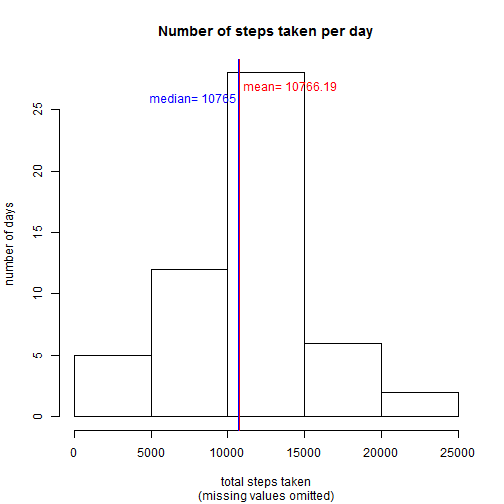 Number of steps taken per day
mean= 10766.19
median= 10765
number of days
25
20
15
10
5
0
0 5000 10000 15000 20000 25000
total steps taken
(missing values omitted)